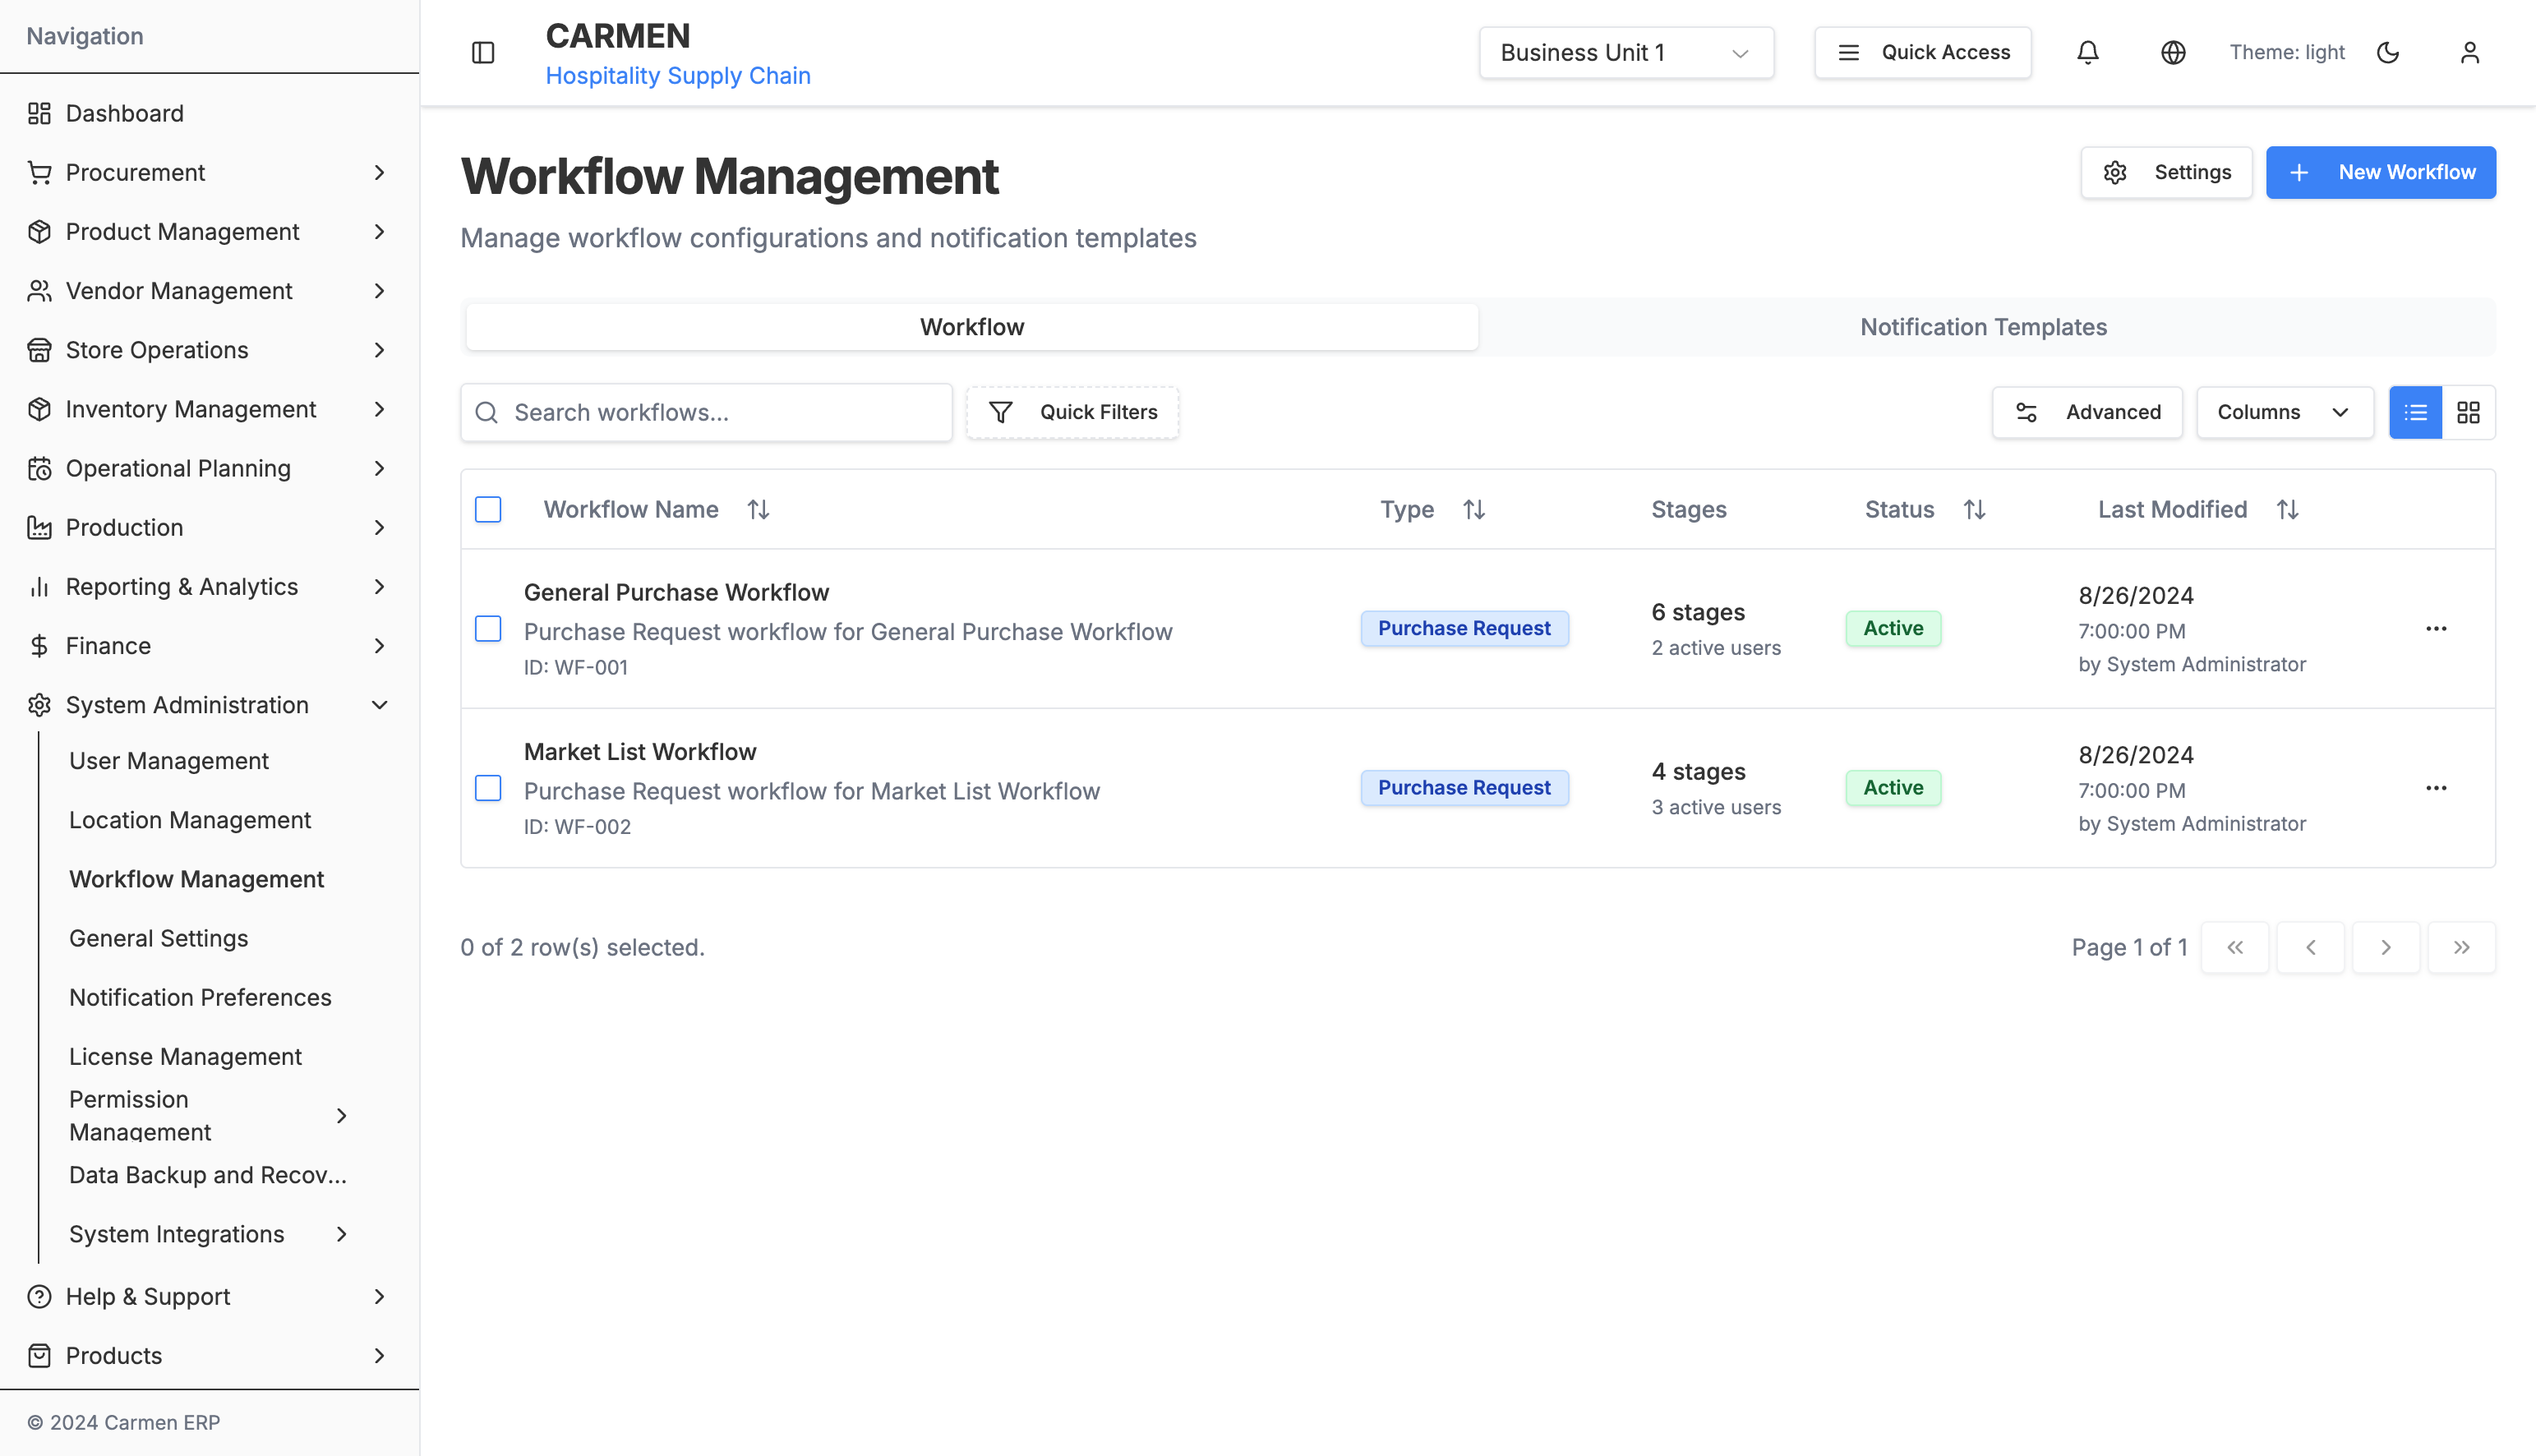 Navigation
Dashboard
Procurement
Product Management
Vendor Management
Store Operations
Inventory Management
Operational Planning
Production
Reporting & Analytics
Finance
System Administration
User Management
Location Management
Workflow Management
General Settings
Notification Preferences
License Management
Permission
Management
Data Backup and Recov...
System Integrations
Help & Support
Products
© 2024 Carmen ERP
CARMEN
Hospitality Supply Chain
Business Unit 1
Quick Access
Theme: light
Workflow Management
Manage workflow configurations and notification templates
Settings
New Workflow
Workflow
Notification Templates
Search workflows...
Quick Filters
Advanced
Columns
Workflow Name
Type
Stages
Status
Last Modified
General Purchase Workflow
Purchase Request workflow for General Purchase Workflow
ID: WF-001
Purchase Request
6 stages
2 active users
Active
8/26/2024
7:00:00 PM
by System Administrator
Market List Workflow
Purchase Request workflow for Market List Workflow
ID: WF-002
Purchase Request
4 stages
3 active users
Active
8/26/2024
7:00:00 PM
by System Administrator
0 of 2 row(s) selected.
Page 1 of 1